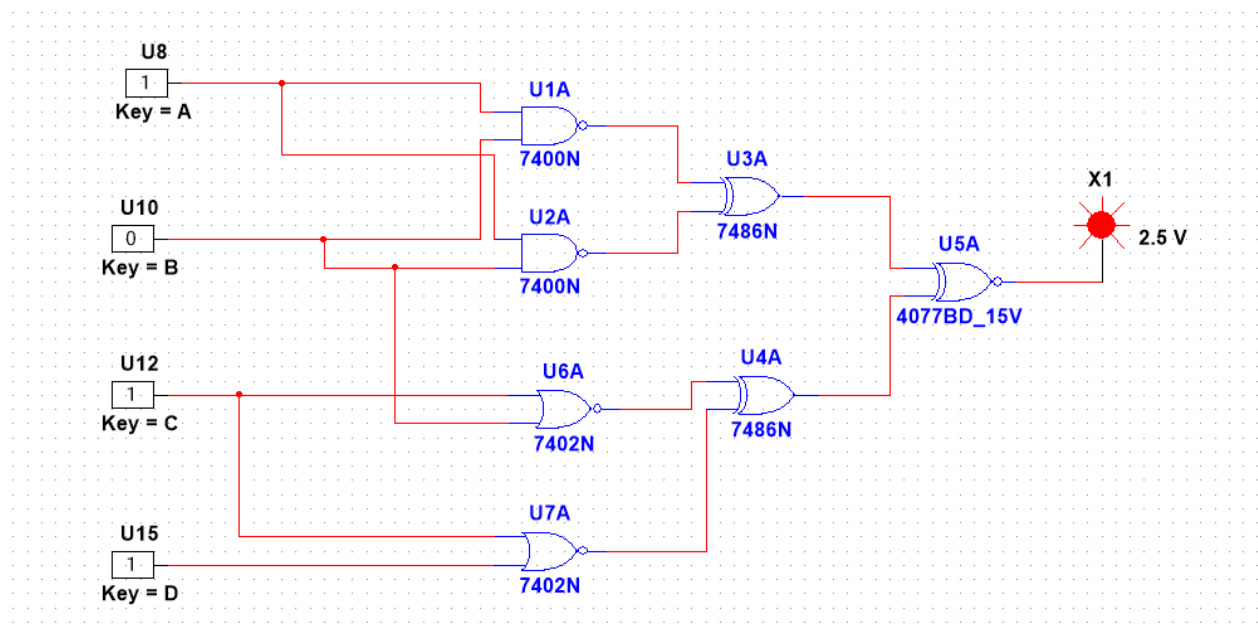 U8
1
Key = A
U1A
7400N
U3A
7486N
X1
2.5 V
U10
0
Key = B
U2A
7400N
U5A
4077BD_15V
U12
1
Key = C
U6A
7402N
U4A
7486N
U15
1
Key = D
U7A
7402N